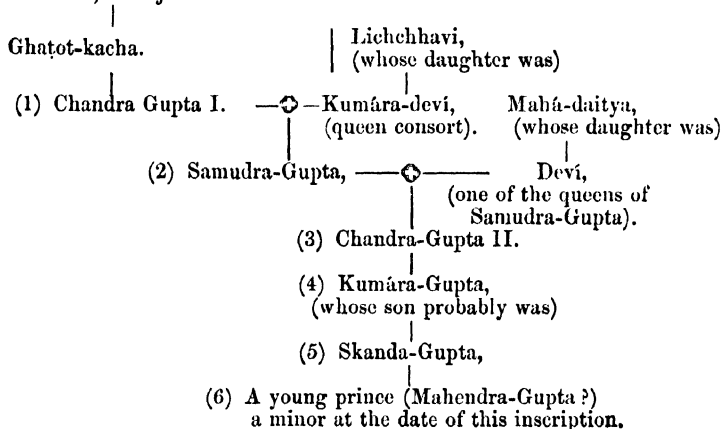 Ghaṭot-kacha.
Lichchhavi,
(whose daughter was)
(1) Chandra Gupta I. Kumára-deví, Mahá-daitya,
(queen consort). (whose daughter was)
(2) Samudra-Gupta, Deví,
(one of the queens of
Samudra-Gupta).
(3) Chandra-Gupta II.
(4) Kumára-Gupta,
(whose son probably was)
(5) Skanda-Gupta,
(6) A young prince (Mahendra-Gupta?)
a minor at the date of this inscription.